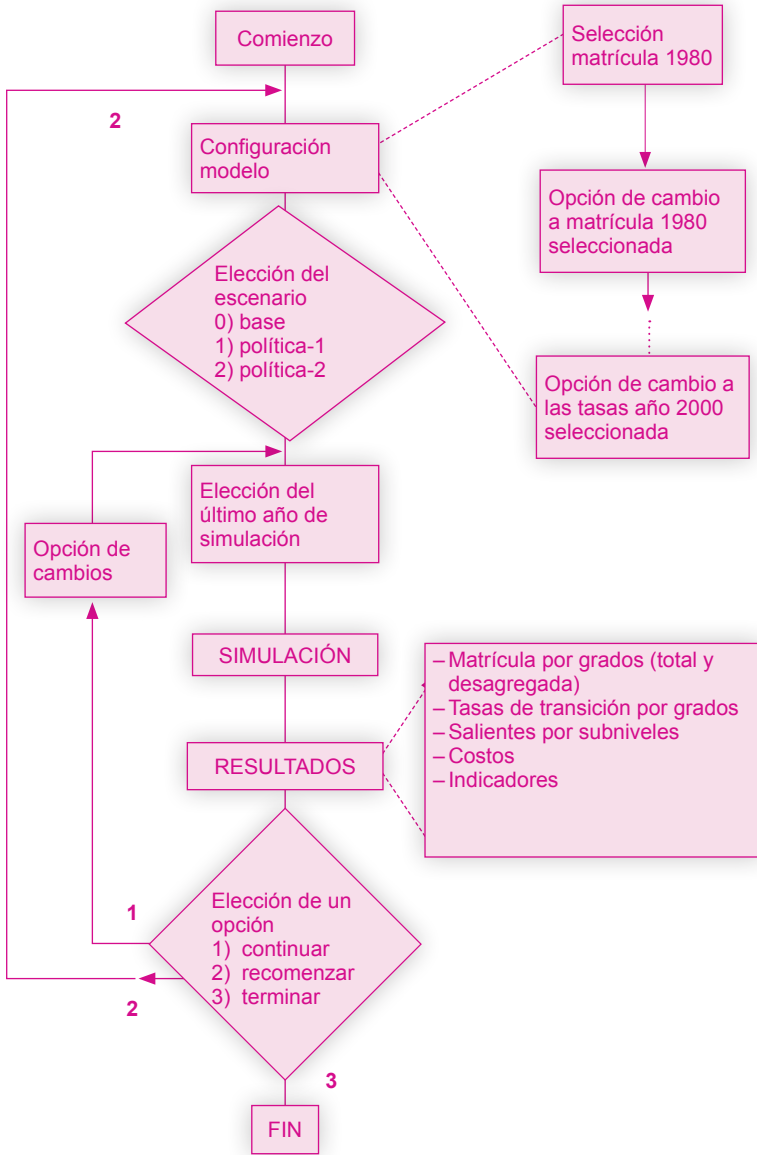 Comienzo
2
Configuración
modelo
Selección
matrícula 1980
Opción de cambio
a matrícula 1980
seleccionada
Opción de cambio a
las tasas año 2000
seleccionada
Elección del
escenario
0) base
1) política-1
2) política-2
Elección del
último año de
simulación
Opción de
cambios
SIMULACIÓN
RESULTADOS
– Matrícula por grados (total y
desagregada)
– Tasas de transición por grados
– Salientes por subniveles
– Costos
– Indicadores
Elección de un
opción
1) continuar
2) recomenzar
3) terminar
1
2
3
FIN